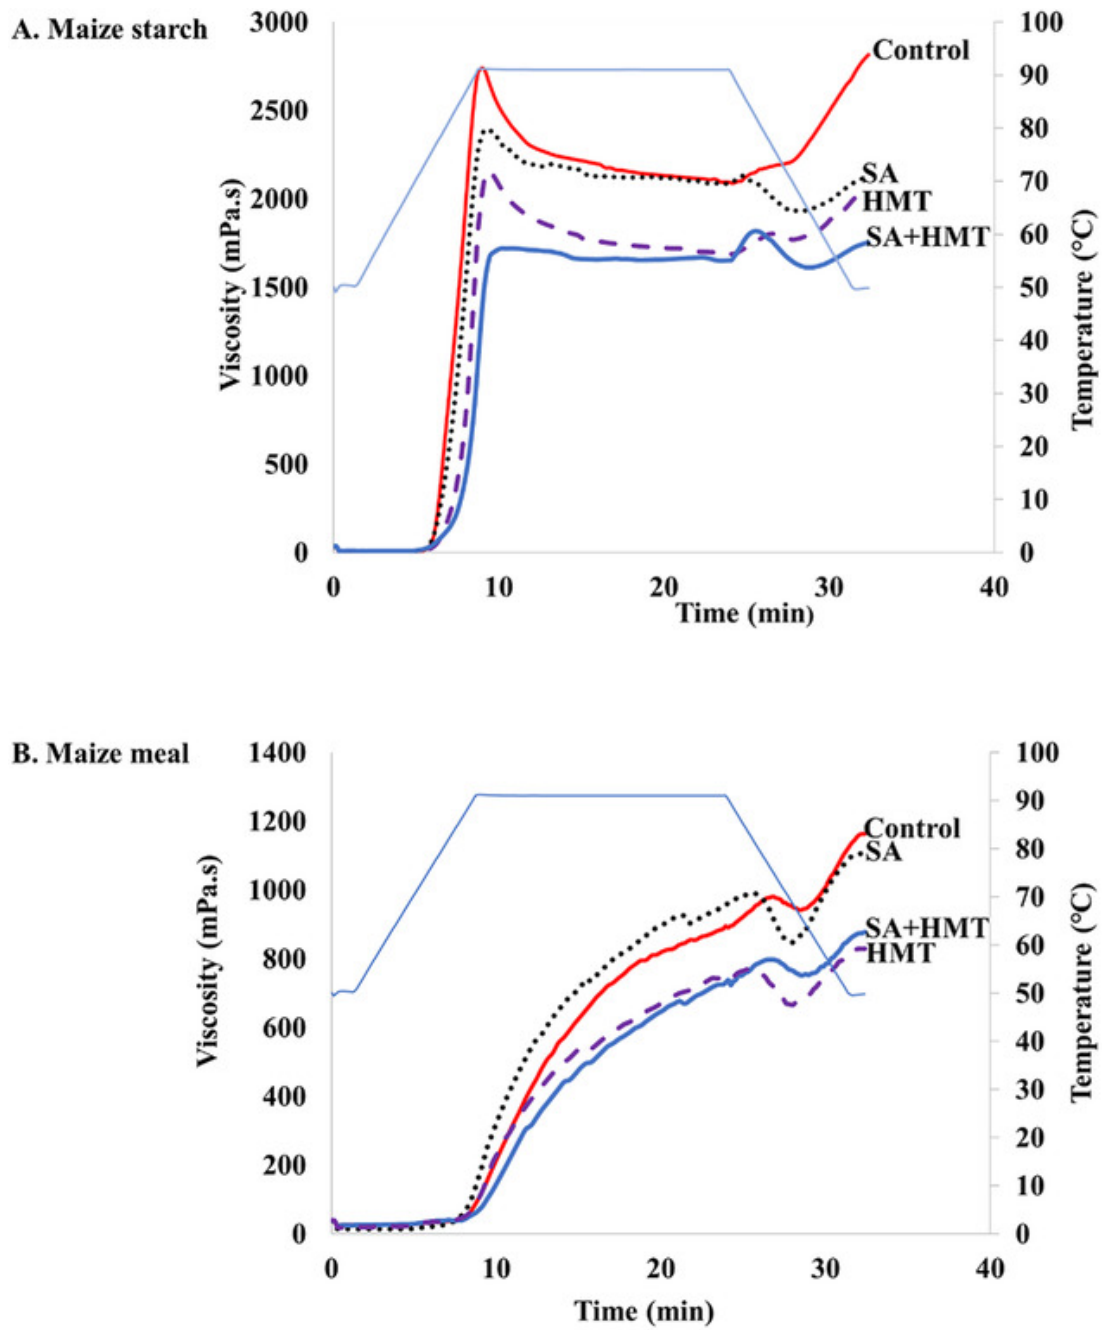 A. Maize starch
3000
2500
2000
1500
1000
500
0
Viscosity (mPa.s)
100
90
80
70
60
50
40
30
20
10
0
Temperature (°C)
Control
SA
HMT
SA+HMT
0 10 20 30 40
Time (min)
B. Maize meal
1400
1200
1000
800
600
400
200
0
Viscosity (mPa.s)
100
90
80
70
60
50
40
30
20
10
0
Temperature (°C)
Control
SA
SA+HMT
HMT
0 10 20 30 40
Time (min)